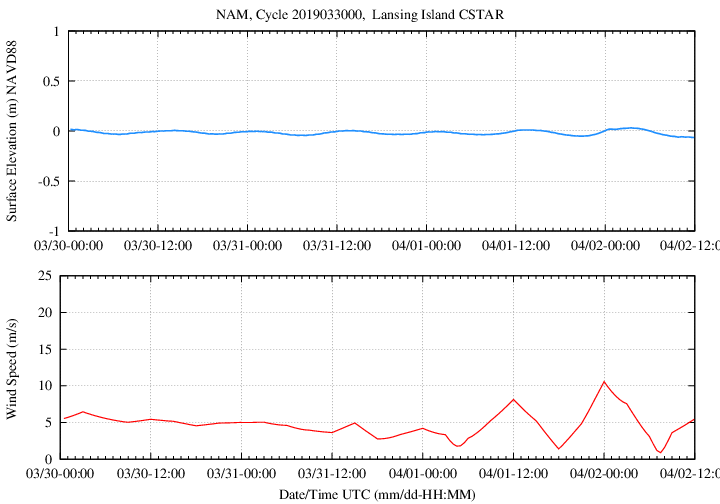 NAM, Cycle 2019033000,  Lansing Island CSTAR
Surface Elevation (m) NAVD88
1
0.5
0
-0.5
-1
03/30-00:00 03/30-12:00 03/31-00:00 03/31-12:00 04/01-00:00 04/01-12:00 04/02-00:00 04/02-12:00
Wind Speed (m/s)
25
20
15
10
5
0
03/30-00:00 03/30-12:00 03/31-00:00 03/31-12:00 04/01-00:00 04/01-12:00 04/02-00:00 04/02-12:0
Date/Time UTC (mm/dd-HH:MM)